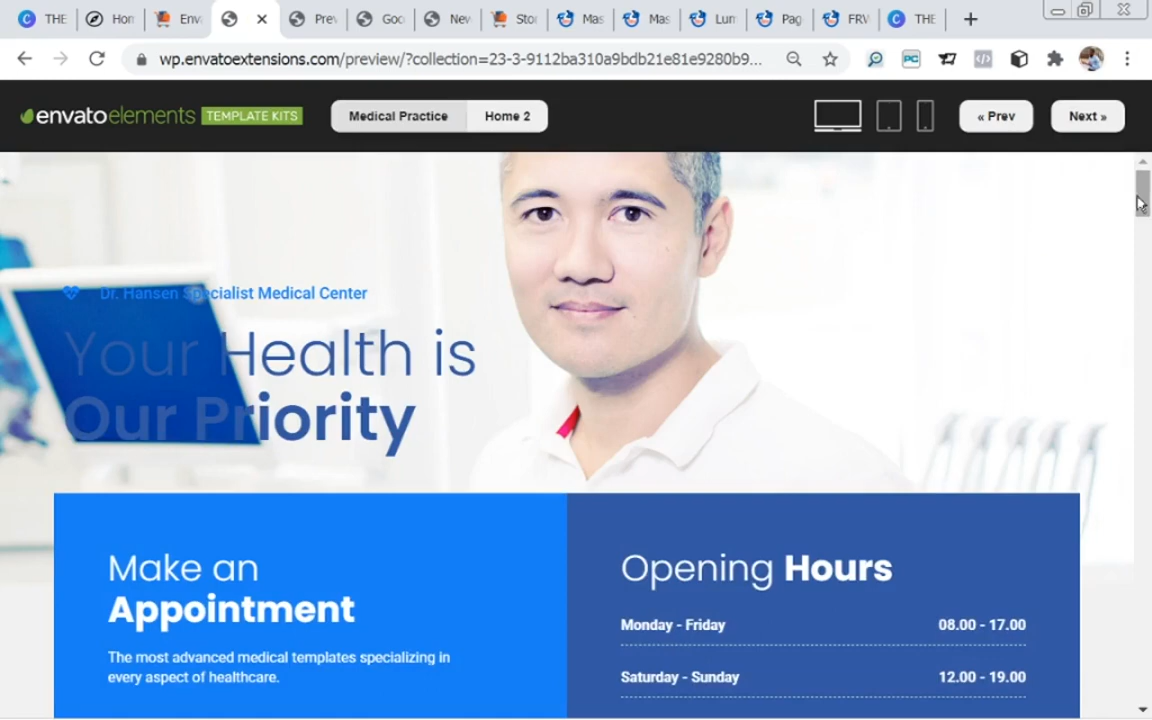 THE
Hon
Env
Prev
Goo
New
Sto
Mas
Mas
Lum
Pag
FRV
THE
wp.envatoextensions.com/preview/?collection=23-3-9112ba310a9bdb21e81e9280b9...
PC
envatoelements TEMPLATE KITS
Medical Practice
Home 2
« Prev
Next »
Dr. Hansen Specialist Medical Center
Your Health is
Our Priority
Make an
Appointment
The most advanced medical templates specializing in
every aspect of healthcare.
Opening Hours
Monday - Friday 08.00 - 17.00
Saturday - Sunday 12.00 - 19.00